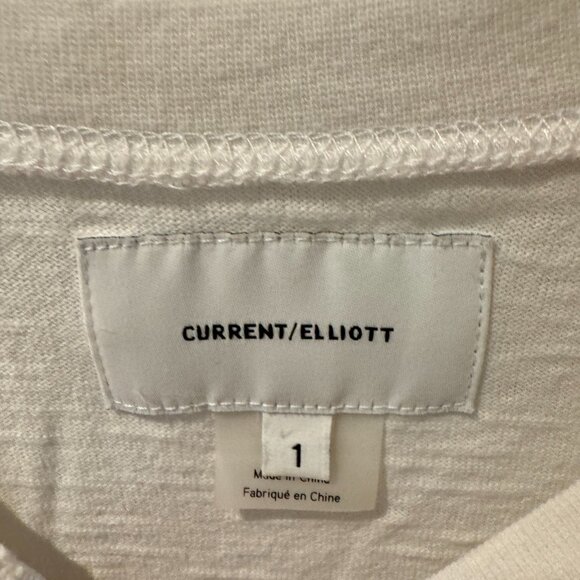 CURRENT/ELLIOTT
1
Made in China
Fabriqué en Chine